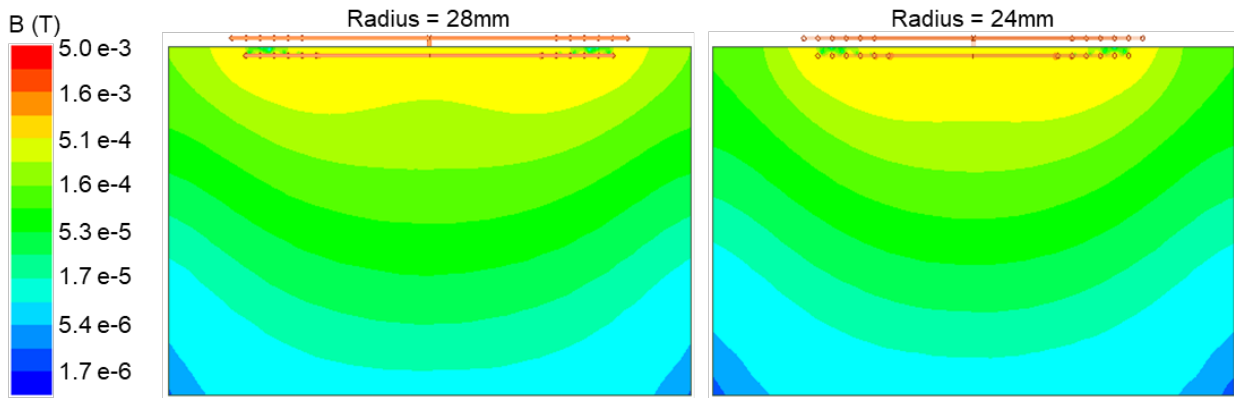 B (T)
5.0 e-3
1.6 e-3
5.1 e-4
1.6 e-4
5.3 e-5
1.7 e-5
5.4 e-6
1.7 e-6
Radius = 28mm
Radius = 24mm